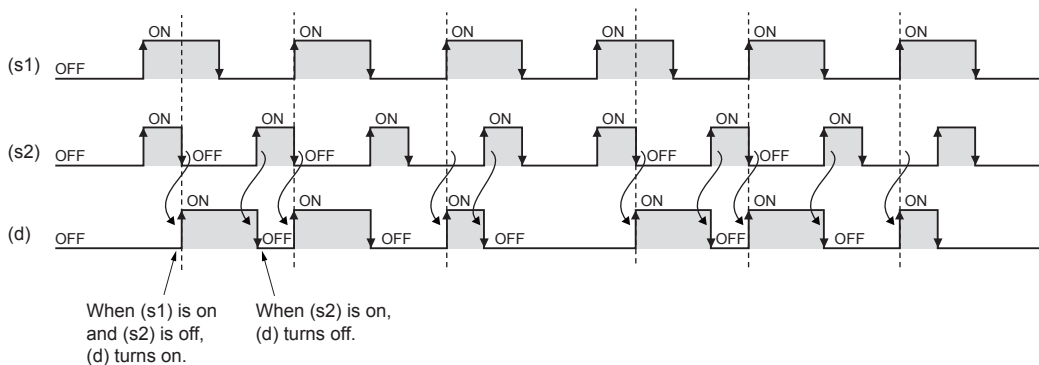 ON ON ON ON ON ON
(s1) OFF
ON ON ON ON ON ON ON
(s2) OFF OFF OFF OFF OFF
ON ON ON ON ON ON
(d) OFF OFF OFF OFF OFF OFF
When (s1) is on
and (s2) is off,
(d) turns on.
When (s2) is on,
(d) turns off.